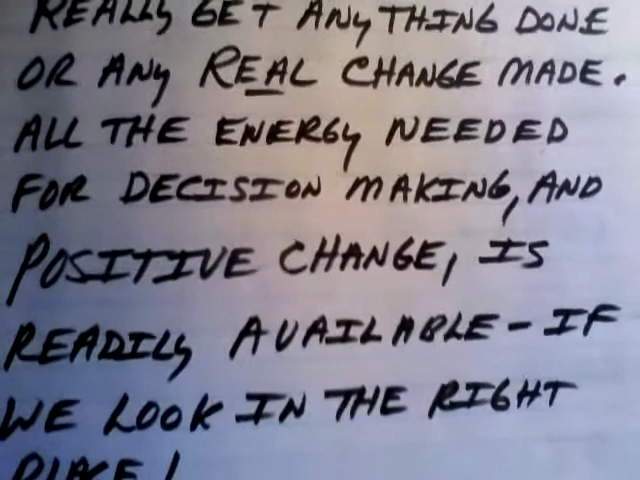 REALLY GET ANYTHING DONE
OR ANY REAL CHANGE MADE.
ALL THE ENERGY NEEDED
FOR DECISION MAKING, AND
POSITIVE CHANGE, IS
READILY AVAILABLE - IF
WE LOOK IN THE RIGHT
PLACE!